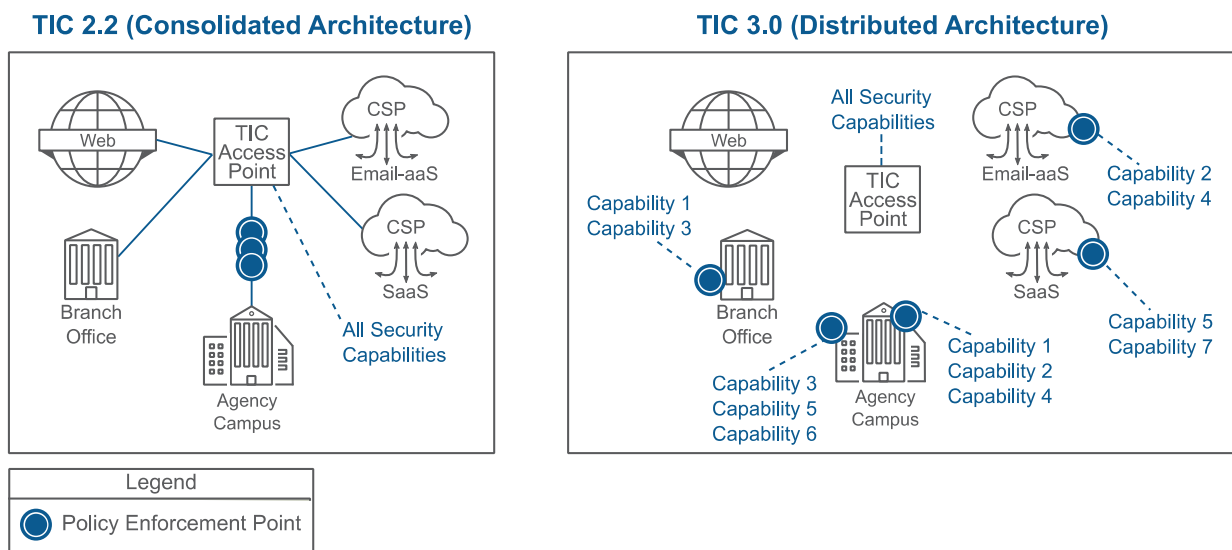 TIC 2.2 (Consolidated Architecture)
Web
TIC
Access
Point
CSP
Email-aaS
CSP
SaaS
Branch
Office
Agency
Campus
All Security
Capabilities
TIC 3.0 (Distributed Architecture)
Web
All Security
Capabilities
TIC
Access
Point
CSP
Email-aaS
Capability 2
Capability 4
Capability 1
Capability 3
Branch
Office
CSP
SaaS
Capability 5
Capability 7
Capability 3
Capability 5
Capability 6
Agency
Campus
Capability 1
Capability 2
Capability 4
Legend
Policy Enforcement Point